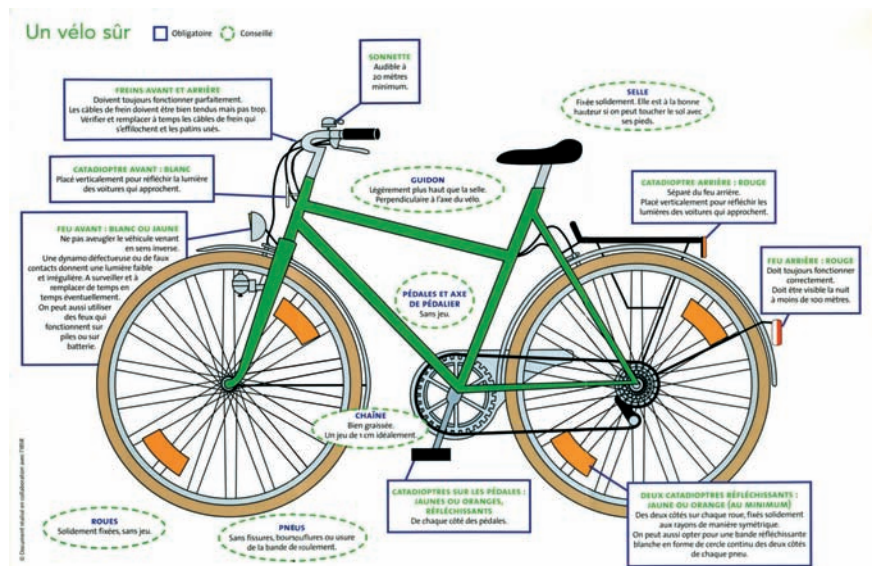 Un vélo sûr
Obligatoire
Conseillé
SONNETTE
Audible à
20 mètres
minimum.
FREINS AVANT ET ARRIÈRE
Doivent toujours fonctionner parfaitement.
Les câbles de frein doivent être bien tendus mais pas trop.
Vérifier et remplacer à temps les câbles de frein qui
s'effilochent et les patins usés.
SELLE
Fixée solidement. Elle est à la bonne
hauteur si on peut toucher le sol avec
ses pieds.
CATADIOPTRE AVANT : BLANC
Placé verticalement pour réfléchir la lumière
des voitures qui approchent.
GUIDON
Légèrement plus haut que la selle.
Perpendiculaire à l'axe du vélo.
CATADIOPTRE ARRIÈRE : ROUGE
Séparé du feu arrière.
Placé verticalement pour réfléchir les
lumières des voitures qui approchent.
FEU AVANT : BLANC OU JAUNE
Ne pas aveugler le véhicule venant
en sens inverse.
Une dynamo défectueuse ou de faux
contacts donnent une lumière faible
et irrégulière. A surveiller et à
remplacer de temps en
temps éventuellement.
On peut aussi utiliser
des feux qui
fonctionnent sur
piles ou sur
batterie.
FEU ARRIÈRE : ROUGE
Doit toujours fonctionner
correctement.
Doit être visible la nuit
à moins de 100 mètres.
PÉDALES ET AXE
DE PÉDALIER
Sans jeu.
CHAÎNE
Bien graissée.
Un jeu de 1 cm idéalement.
CATADIOPTRES SUR LES PÉDALES :
JAUNES OU ORANGES,
RÉFLÉCHISSANTS
De chaque côté des pédales.
DEUX CATADIOPTRES RÉFLÉCHISSANTS :
JAUNE OU ORANGE (AU MINIMUM)
Des deux côtés sur chaque roue, fixés solidement
aux rayons de manière symétrique.
On peut aussi opter pour une bande réfléchissante
blanche en forme de cercle continu des deux côtés
de chaque pneu.
ROUES
Solidement fixées, sans jeu.
PNEUS
Sans fissures, boursouflures ou usure
de la bande de roulement.
© Document réalisé en collaboration avec l'IBSR